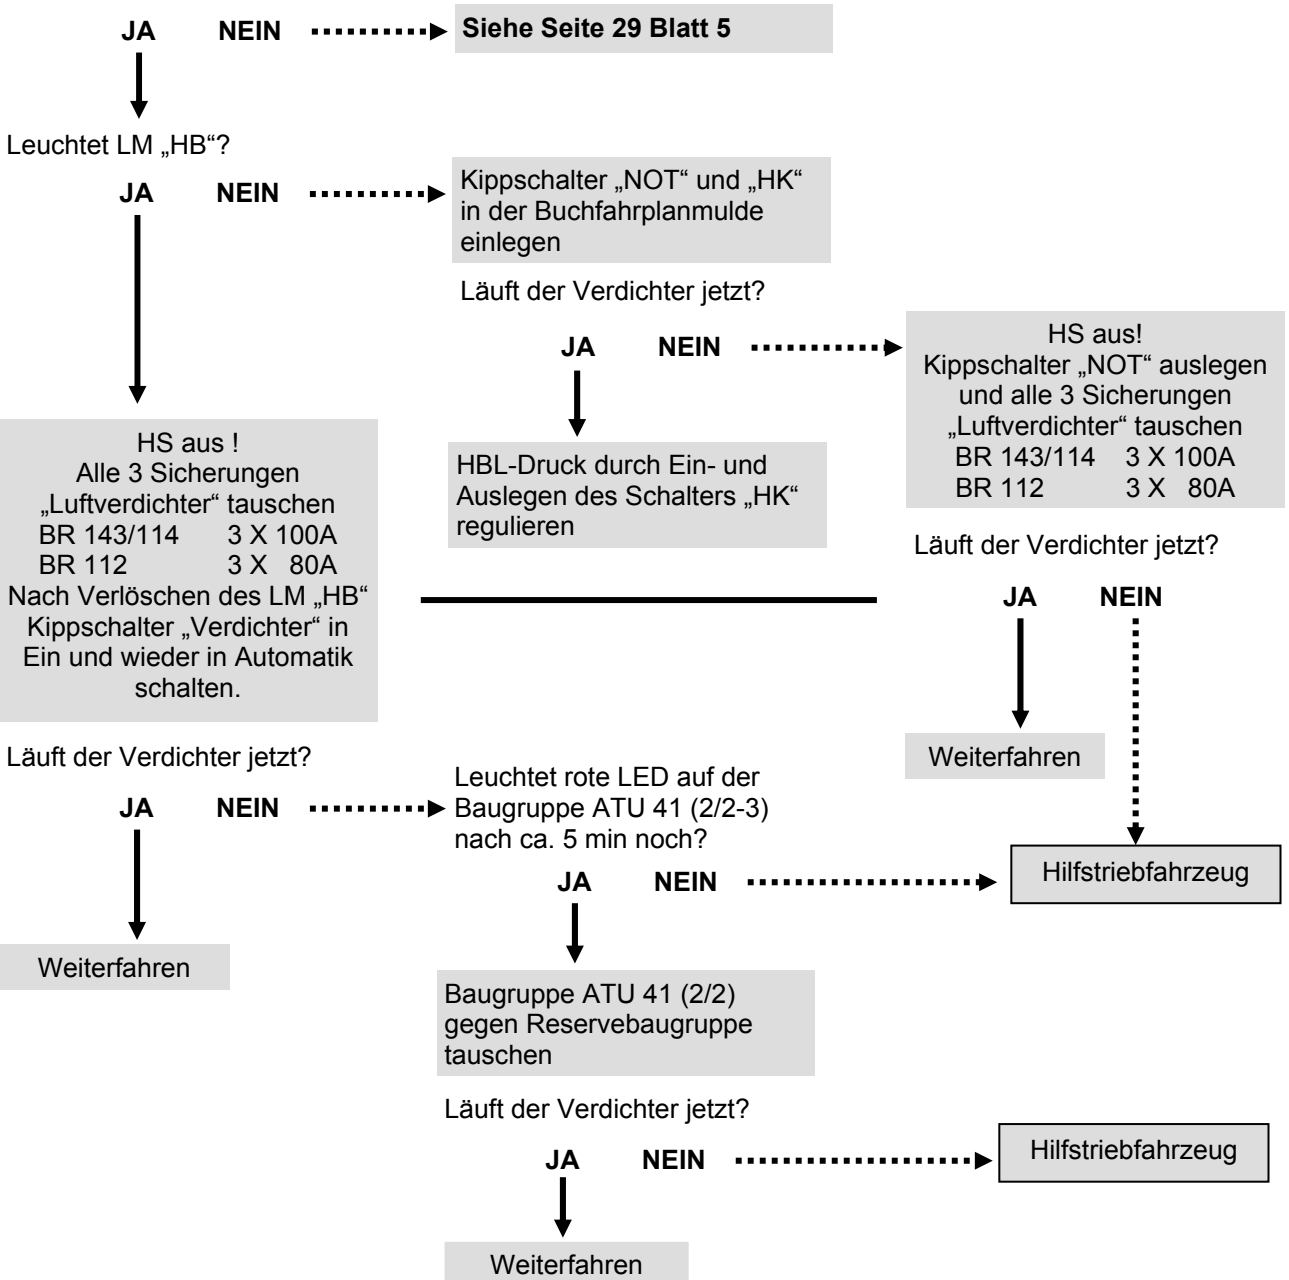 JA NEIN Siehe Seite 29 Blatt 5
Leuchtet LM „HB“?
JA NEIN
Kippschalter „NOT“ und „HK“
in der Buchfahrplanmulde
einlegen
Läuft der Verdichter jetzt?
JA NEIN
HS aus!
Kippschalter „NOT“ auslegen
und alle 3 Sicherungen
„Luftverdichter“ tauschen
BR 143/114 3 X 100A
BR 112 3 X 80A
HBL-Druck durch Ein- und
Auslegen des Schalters „HK“
regulieren
Läuft der Verdichter jetzt?
JA NEIN
Weiterfahren
HS aus !
Alle 3 Sicherungen
„Luftverdichter“ tauschen
BR 143/114 3 X 100A
BR 112 3 X 80A
Nach Verlöschen des LM „HB“
Kippschalter „Verdichter“ in
Ein und wieder in Automatik
schalten.
Läuft der Verdichter jetzt?
JA NEIN
Leuchtet rote LED auf der
Baugruppe ATU 41 (2/2-3)
nach ca. 5 min noch?
JA NEIN
Hilfstriebfahrzeug
Weiterfahren
Baugruppe ATU 41 (2/2)
gegen Reservebaugruppe
tauschen
Läuft der Verdichter jetzt?
JA NEIN
Hilfstriebfahrzeug
Weiterfahren